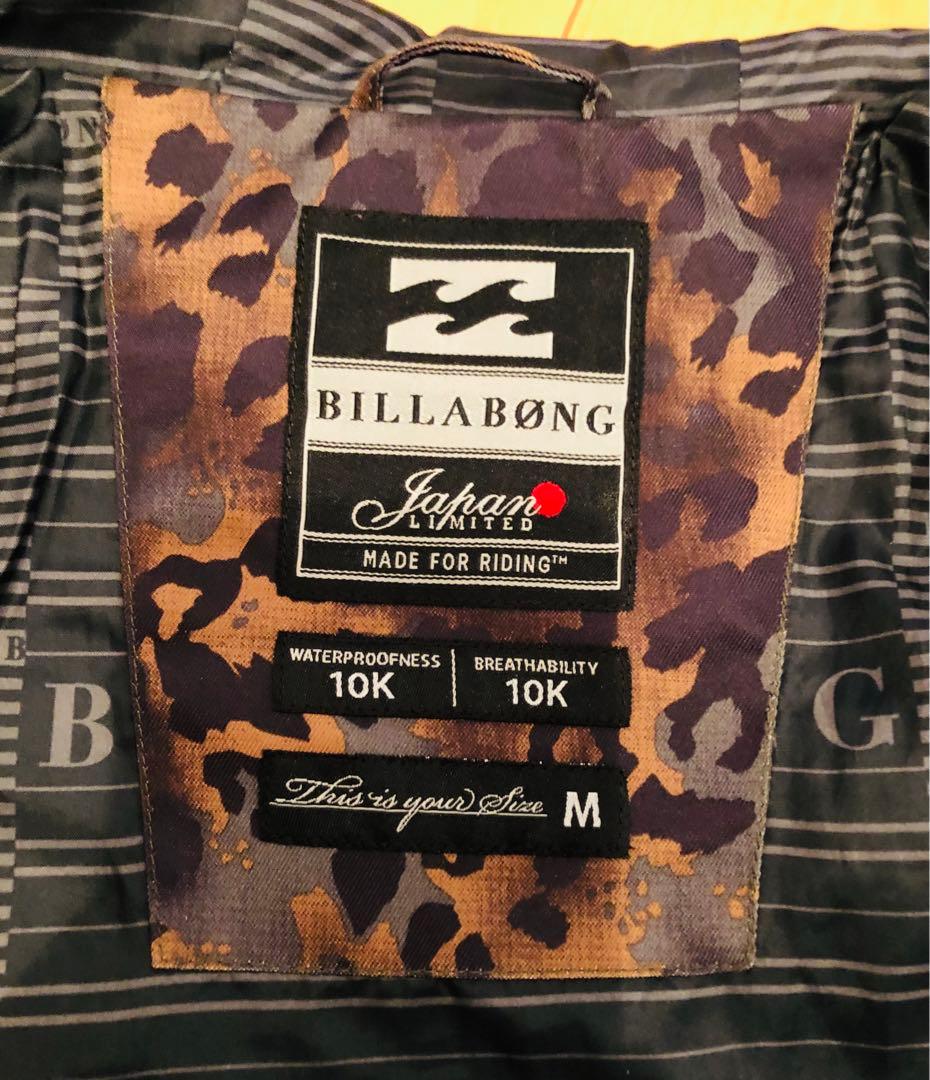 BILLABØNG
Japan
LIMITED
MADE FOR RIDING™
WATERPROOFNESS
10K
BREATHABILITY
10K
This is your Size M
B
G
B